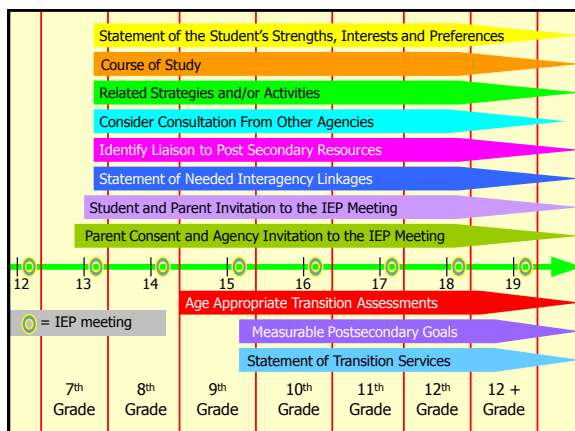 Statement of the Student’s Strengths, Interests and Preferences
Course of Study
Related Strategies and/or Activities
Consider Consultation From Other Agencies
Identify Liaison to Post Secondary Resources
Statement of Needed Interagency Linkages
Student and Parent Invitation to the IEP Meeting
Parent Consent and Agency Invitation to the IEP Meeting
12 13 14 15 16 17 18 19
Age Appropriate Transition Assessments
= IEP meeting
Measurable Postsecondary Goals
Statement of Transition Services
7th Grade
8th Grade
9th Grade
10th Grade
11th Grade
12th Grade
12 + Grade